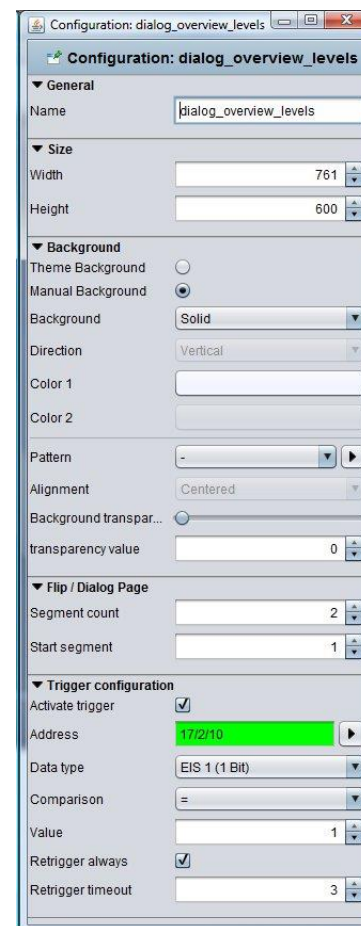 Configuration: dialog_overview_levels
Configuration: dialog_overview_levels
General
Name dialog_overview_levels
Size
Width 761
Height 600
Background
Theme Background
Manual Background
Background Solid
Direction Vertical
Color 1
Color 2
Pattern -
Alignment Centered
Background transpar...
transparency value 0
Flip / Dialog Page
Segment count 2
Start segment 1
Trigger configuration
Activate trigger
Address 17/2/10
Data type EIS 1 (1 Bit)
Comparison =
Value 1
Retrigger always
Retrigger timeout 3